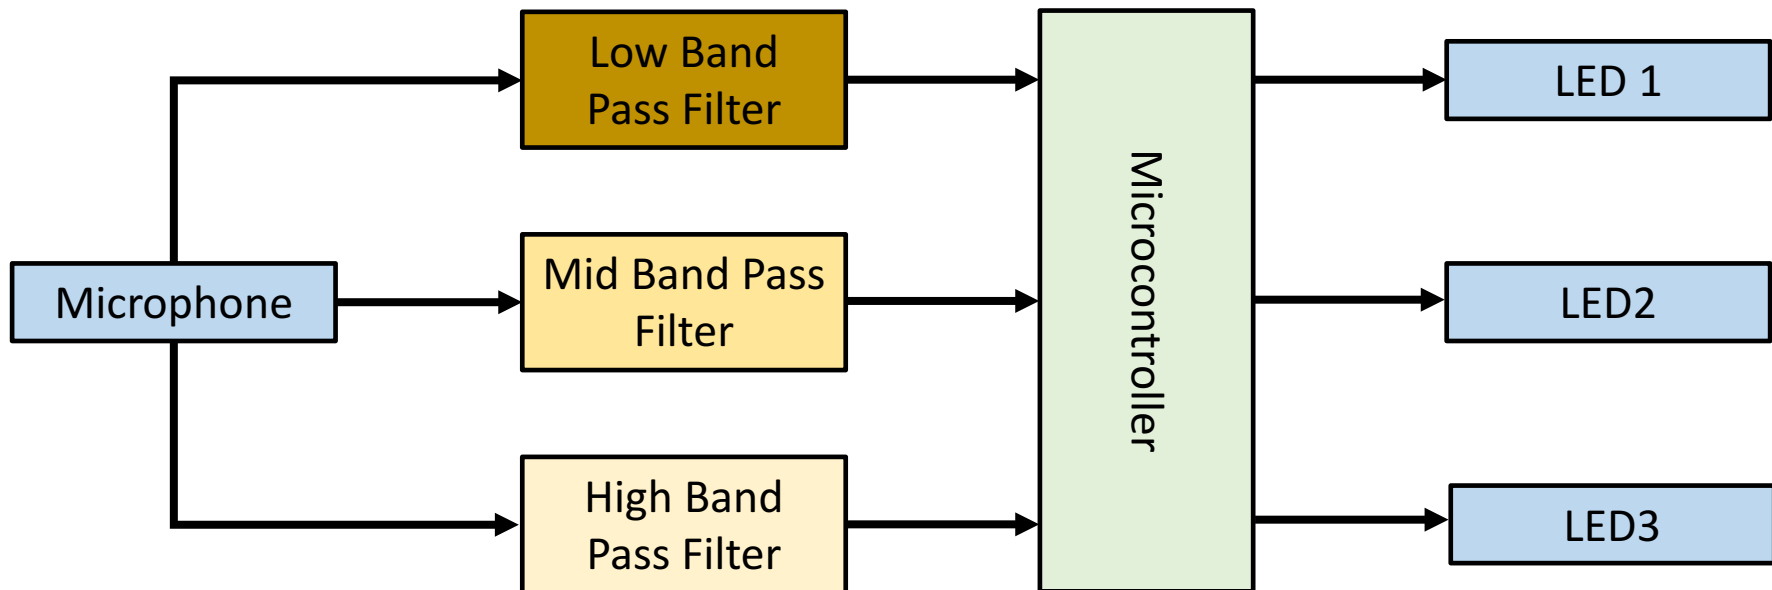 Low Band
Pass Filter
LED 1
Microphone
Mid Band Pass
Filter
Microcontroller
LED2
High Band
Pass Filter
LED3